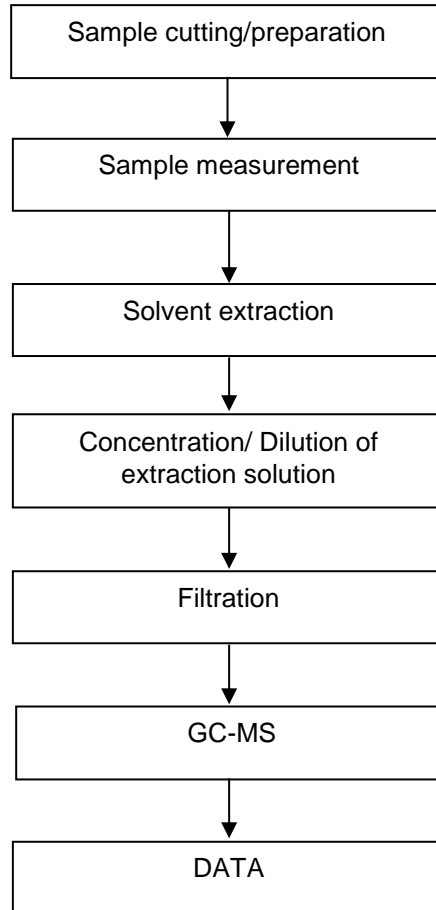 Sample cutting/preparation
Sample measurement
Solvent extraction
Concentration/ Dilution of
extraction solution
Filtration
GC-MS
DATA